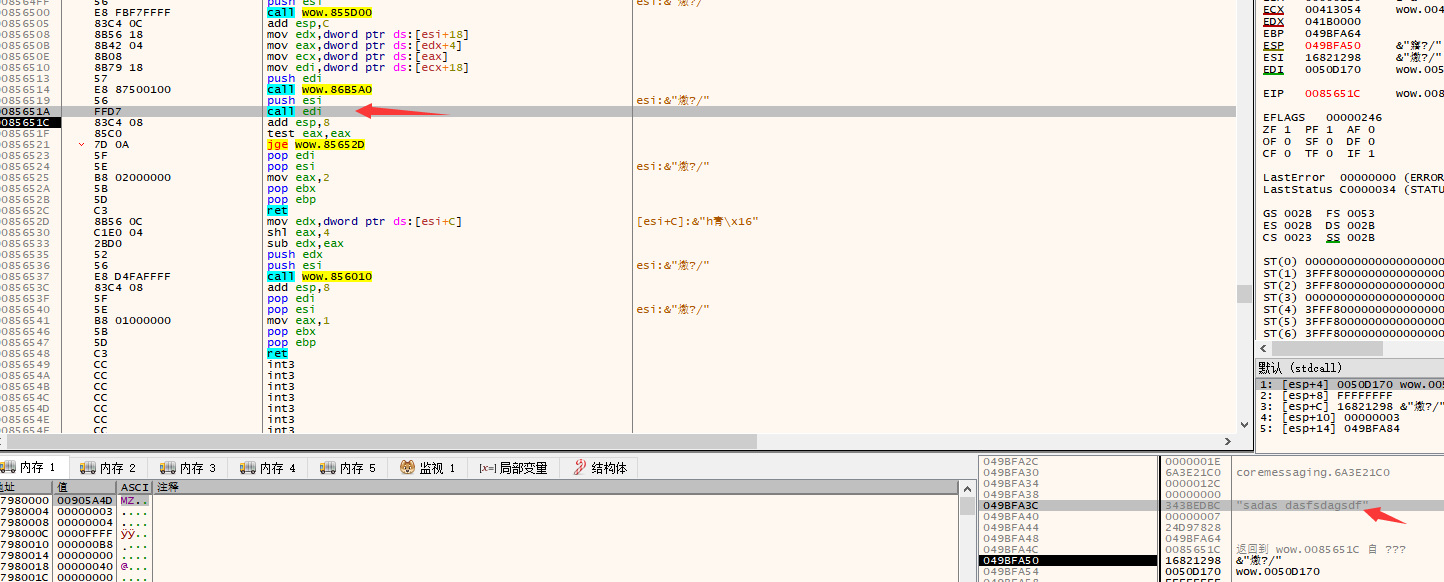 56 push esi esi:&"燉?/"
00856500 E8 FBF7FFFF call wow.855D00
00856505 83C4 0C add esp,C
00856508 8B56 18 mov edx,dword ptr ds:[esi+18]
0085650B 8B42 04 mov eax,dword ptr ds:[edx+4]
0085650E 8B08 mov ecx,dword ptr ds:[eax]
00856510 8B79 18 mov edi,dword ptr ds:[ecx+18]
00856513 57 push edi
00856514 E8 87500100 call wow.86B5A0
00856519 56 push esi esi:&"燉?/"
0085651A FFD7 call edi
0085651C 83C4 08 add esp,8
0085651F 85C0 test eax,eax
00856521 7D 0A jge wow.85652D
00856523 5F pop edi
00856524 5E pop esi esi:&"燉?/"
00856525 B8 02000000 mov eax,2
0085652A 5B pop ebx
0085652B 5D pop ebp
0085652C C3 ret
0085652D 8B56 0C mov edx,dword ptr ds:[esi+C] [esi+C]:&"h青\x16"
00856530 C1E0 04 shl eax,4
00856533 2BD0 sub edx,eax
00856535 52 push edx
00856536 56 push esi esi:&"燉?/"
00856537 E8 D4FAFFFF call wow.856010
0085653C 83C4 08 add esp,8
0085653F 5F pop edi
00856540 5E pop esi esi:&"燉?/"
00856541 B8 01000000 mov eax,1
00856546 5B pop ebx
00856547 5D pop ebp
00856548 C3 ret
00856549 CC int3
0085654A CC int3
0085654B CC int3
0085654C CC int3
0085654D CC int3
0085654E CC int3
ECX 00413054 wow.004
EDX 041B0000
EBP 049BFA64
ESP 049BFA50
ESI 16821298 &"燉?/"
EDI 0050D170 wow.005
EIP 0085651C wow.008
EFLAGS 00000246
ZF 1 PF 1 AF 0
OF 0 SF 0 DF 0
CF 0 TF 0 IF 1
LastError 00000000 (ERROR
LastStatus C0000034 (STATU
GS 002B FS 0053
ES 002B DS 002B
CS 0023 SS 002B
ST(0) 0000000000000000000
ST(1) 3FFF800000000000000
ST(2) 3FFF800000000000000
ST(3) 0000000000000000000
ST(4) 3FFF800000000000000
ST(5) 3FFF800000000000000
ST(6) 3FFF800000000000000
默认 (stdcall)
1: [esp+4] 0050D170 wow.005
2: [esp+8] FFFFFFFF
3: [esp+C] 16821298 &"燉?/"
4: [esp+10] 00000003
5: [esp+14] 049BFA84
内存 1 内存 2 内存 3 内存 4 内存 5 监视 1 [x=] 局部变量 结构体
址 值 ASCI 注释
7980000 00905A4D MZ..
7980004 00000003 ....
7980008 00000004 ....
798000C 0000FFFF ÿÿ..
7980010 000000B8 ....
7980014 00000000 ....
7980018 00000040 @...
798001C 00000000 ....
049BFA2C 0000001E
049BFA30 6A3E21C0 coremessaging.6A3E21C0
049BFA34 0000012C
049BFA38 00000000
049BFA3C 343BEDBC "sadas dasfsdagsdf"
049BFA40 00000007
049BFA44 24D97828
049BFA48 049BFA64
049BFA4C 0085651C 返回到 wow.0085651C 自 ???
049BFA50 16821298 &"燉?/"
049BFA54 0050D170 wow.0050D170